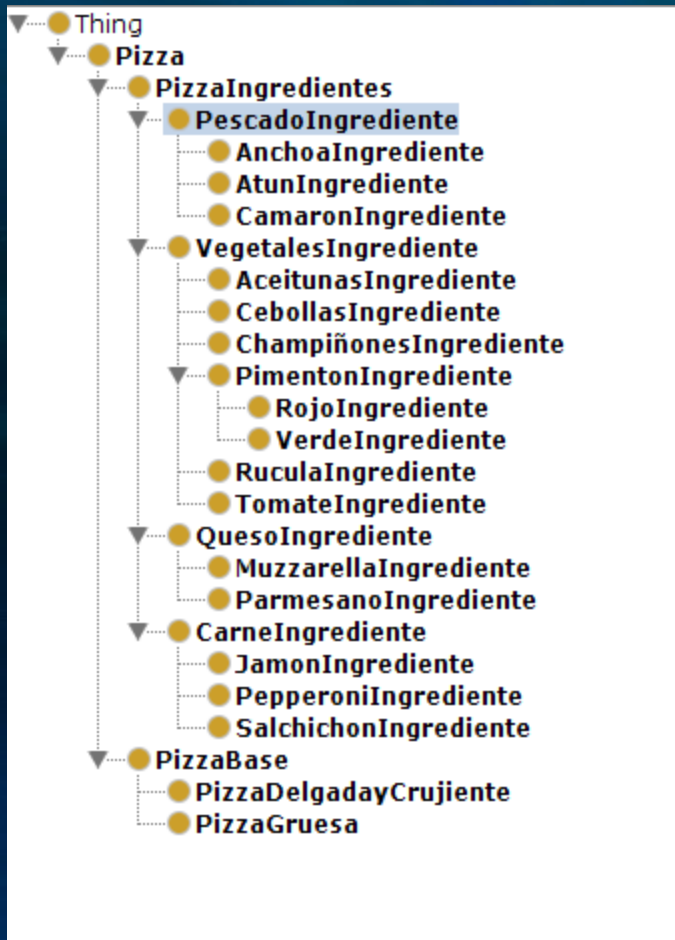 Thing
Pizza
PizzaIngredientes
PescadoIngrediente
AnchoaIngrediente
AtunIngrediente
CamaronIngrediente
VegetalesIngrediente
AceitunasIngrediente
CebollasIngrediente
ChampiñonesIngrediente
PimentonIngrediente
RojoIngrediente
VerdeIngrediente
RuculaIngrediente
TomateIngrediente
QuesoIngrediente
MuzzarellaIngrediente
ParmesanoIngrediente
CarneIngrediente
JamonIngrediente
PepperoniIngrediente
SalchichonIngrediente
PizzaBase
PizzaDelgadayCrujiente
PizzaGruesa